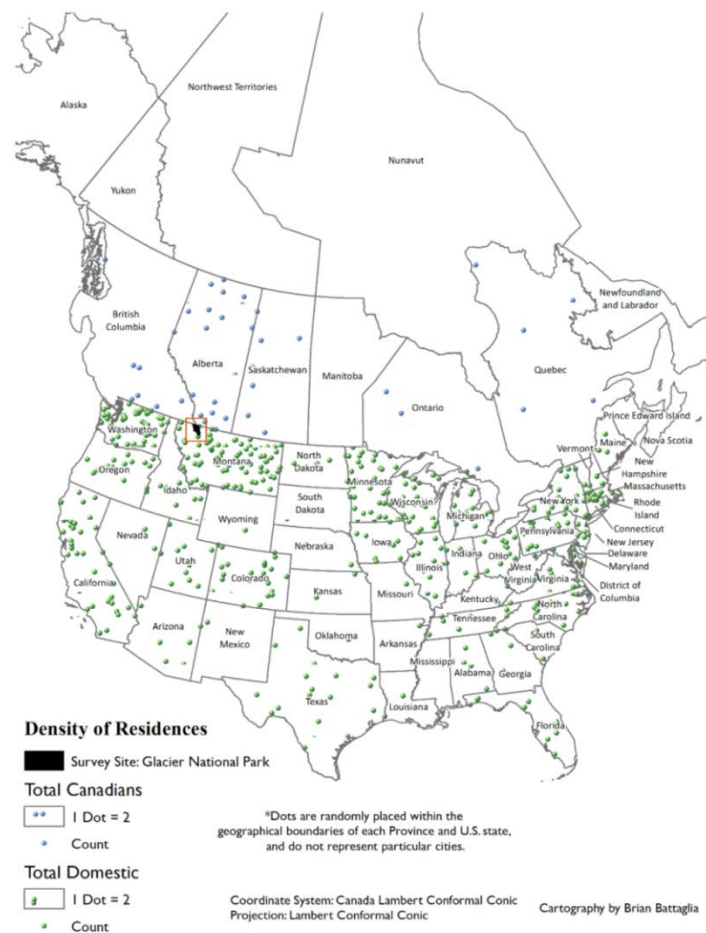 Northwest Territories
Alaska
Nunavut
Yukon
Newfoundland
and Labrador
British
Columbia
Alberta
Saskatchewan
Quebec
Manitoba
Ontario
Prince Edward Island
Washington
Maine
Nova Scotia
Vermont
North
Dakota
Montana
New
Hampshire
Oregon
Minnesota
Massachusetts
Idaho
South
Dakota
Wisconsin
Michigan
New York
Rhode
Island
Wyoming
Connecticut
Nevada
Iowa
Pennsylvania
New Jersey
Nebraska
Delaware
Utah
Illinois
Indiana
Ohio
West
Virginia
Maryland
Colorado
Virginia
California
Kansas
Missouri
District of
Columbia
Kentucky
North
Carolina
Arizona
New
Mexico
Oklahoma
Tennessee
Arkansas
South
Carolina
Mississippi
Alabama
Georgia
Texas
Louisiana
Florida
Density of Residences
Survey Site: Glacier National Park
Total Canadians
1 Dot = 2
Count
Total Domestic
1 Dot = 2
Count
*Dots are randomly placed within the
geographical boundaries of each Province and U.S. state,
and do not represent particular cities.
Coordinate System: Canada Lambert Conformal Conic
Projection: Lambert Conformal Conic
Cartography by Brian Battaglia